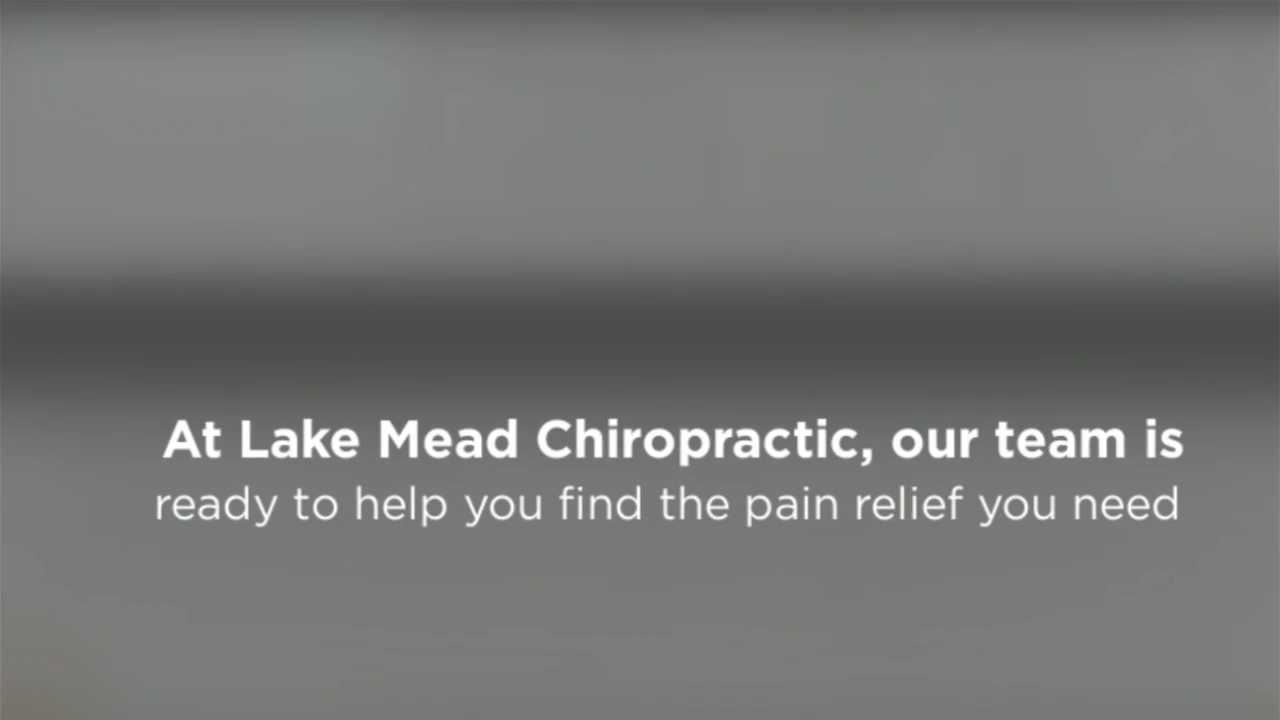 At Lake Mead Chiropractic, our team is
ready to help you find the pain relief you need